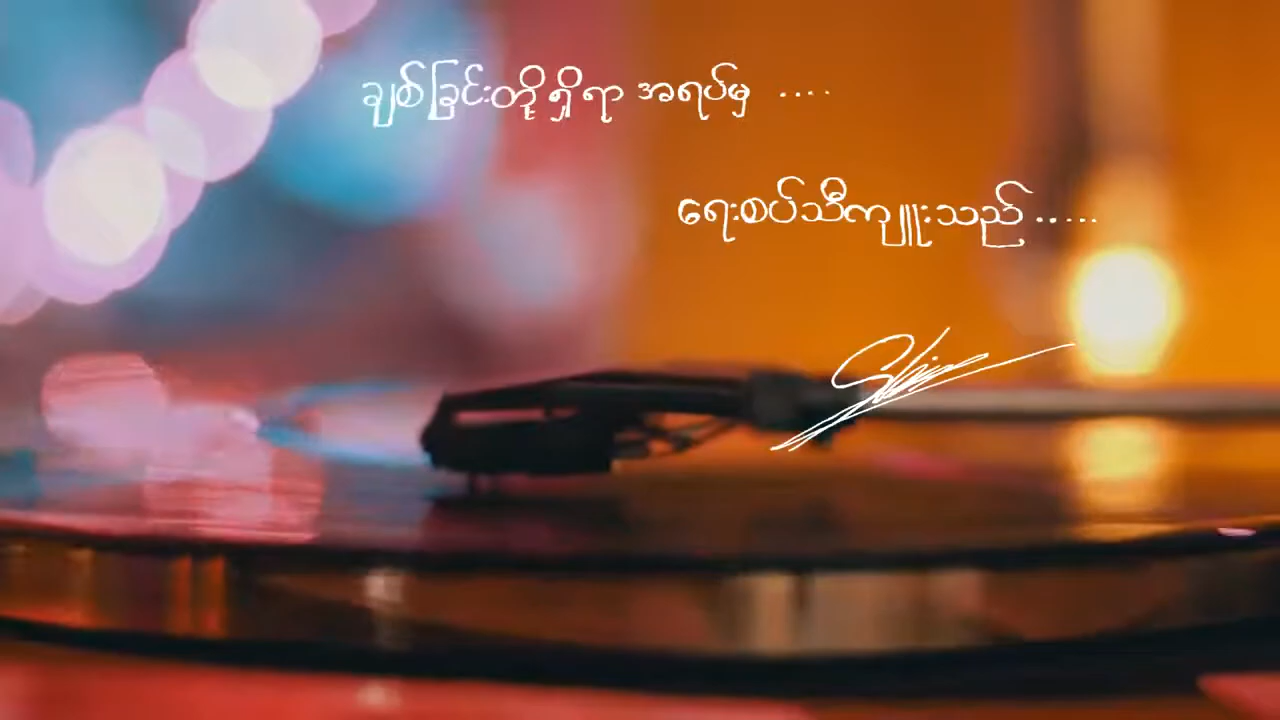 ချစ်ခြင်းတို့ရှိရာ အရပ်မှ ....
ရေးစပ်သီကျူးသည်.....